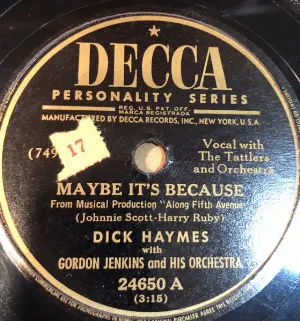 DECCA
PERSONALITY SERIES
REG. U.S. PAT. OFF.
MARCA REGISTRADA
MANUFACTURED BY DECCA RECORDS, INC., NEW YORK, U.S.A.
(749
17
Vocal with
The Tattlers
and Orchestra
MAYBE IT'S BECAUSE
From Musical Production "Along Fifth Avenue"
(Johnnie Scott-Harry Ruby)
DICK HAYMES
with
GORDON JENKINS and HIS ORCHESTRA
24650 A
(3:15)